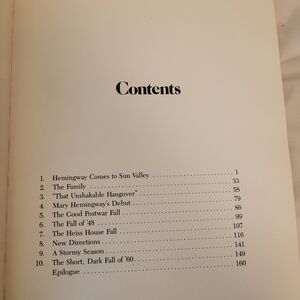 Contents
1. Hemingway Comes to Sun Valley 1
2. The Family 33
3. "That Unshakable Hangover" 58
4. Mary Hemingway's Debut 79
5. The Good Postwar Fall 86
6. The Fall of '48 99
7. The Heiss House Fall 107
8. New Directions 116
9. A Stormy Season 141
10. The Short, Dark Fall of '60 149
Epilogue 160